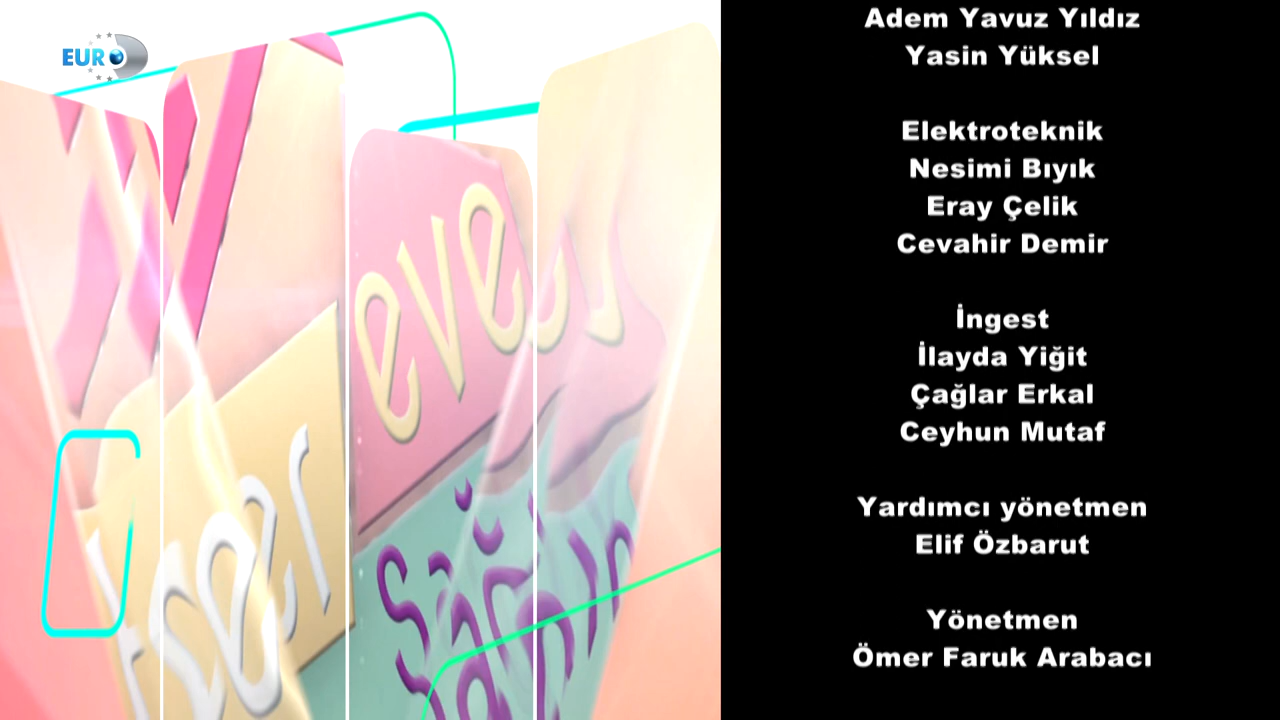 EUR D
Adem Yavuz Yıldız
Yasin Yüksel
Elektroteknik
Nesimi Bıyık
Eray Çelik
Cevahir Demir
İngest
İlayda Yiğit
Çağlar Erkal
Ceyhun Mutaf
Yardımcı yönetmen
Elif Özbarut
Yönetmen
Ömer Faruk Arabacı